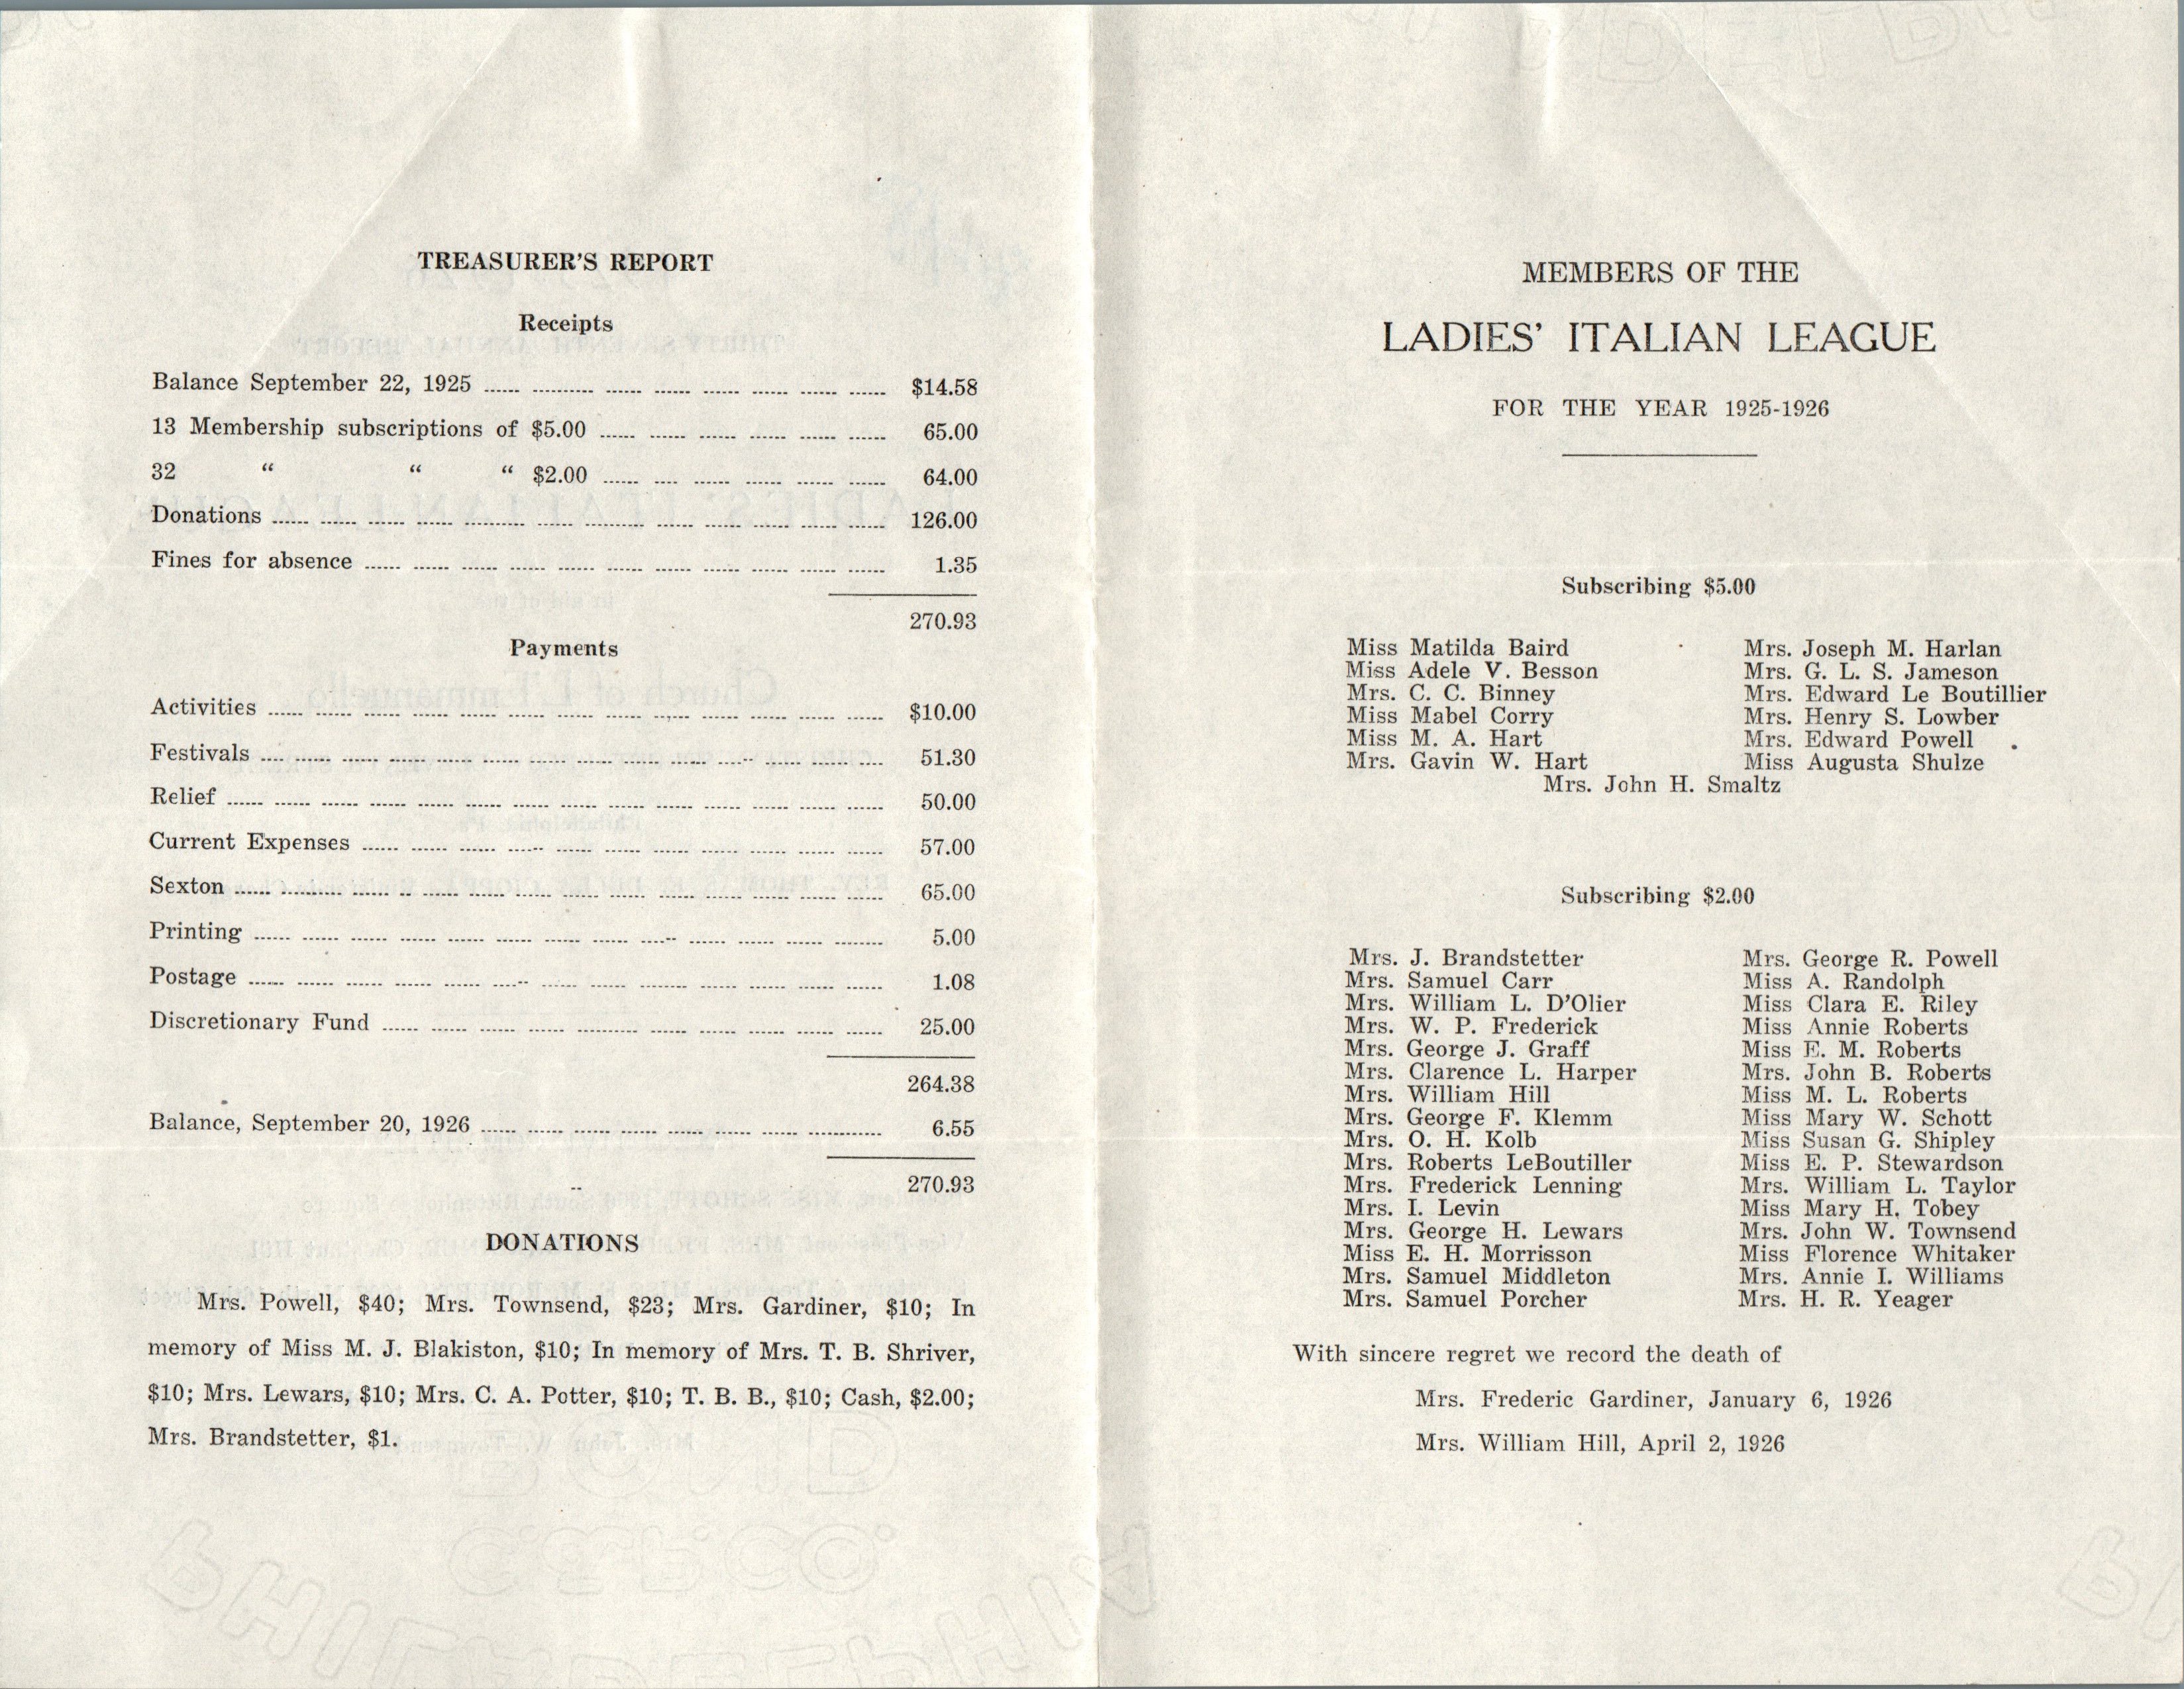 TREASURER'S REPORT
Receipts
Balance September 22, 1925 ...... $14.58
13 Membership subscriptions of $5.00 ...... 65.00
32 “ “ “ $2.00 ...... 64.00
Donations ...... 126.00
Fines for absence ...... 1.35
270.93
Payments
Activities ...... $10.00
Festivals ...... 51.30
Relief ...... 50.00
Current Expenses ...... 57.00
Sexton ...... 65.00
Printing ...... 5.00
Postage ...... 1.08
Discretionary Fund ...... 25.00
264.38
Balance, September 20, 1926 ...... 6.55
270.93
DONATIONS
Mrs. Powell, $40; Mrs. Townsend, $23; Mrs. Gardiner, $10; In
memory of Miss M. J. Blakiston, $10; In memory of Mrs. T. B. Shriver,
$10; Mrs. Lewars, $10; Mrs. C. A. Potter, $10; T. B. B., $10; Cash, $2.00;
Mrs. Brandstetter, $1.
MEMBERS OF THE
LADIES' ITALIAN LEAGUE
FOR THE YEAR 1925-1926
Subscribing $5.00
Miss Matilda Baird
Miss Adele V. Besson
Mrs. C. C. Binney
Miss Mabel Corry
Miss M. A. Hart
Mrs. Gavin W. Hart
Mrs. Joseph M. Harlan
Mrs. G. L. S. Jameson
Mrs. Edward Le Boutillier
Mrs. Henry S. Lowber
Mrs. Edward Powell
Miss Augusta Shulze
Mrs. John H. Smaltz
Subscribing $2.00
Mrs. J. Brandstetter
Mrs. Samuel Carr
Mrs. William L. D'Olier
Mrs. W. P. Frederick
Mrs. George J. Graff
Mrs. Clarence L. Harper
Mrs. William Hill
Mrs. George F. Klemm
Mrs. O. H. Kolb
Mrs. Roberts LeBoutiller
Mrs. Frederick Lenning
Mrs. I. Levin
Mrs. George H. Lewars
Miss E. H. Morrisson
Mrs. Samuel Middleton
Mrs. Samuel Porcher
Mrs. George R. Powell
Miss A. Randolph
Miss Clara E. Riley
Miss Annie Roberts
Miss E. M. Roberts
Mrs. John B. Roberts
Miss M. L. Roberts
Miss Mary W. Schott
Miss Susan G. Shipley
Miss E. P. Stewardson
Mrs. William L. Taylor
Miss Mary H. Tobey
Mrs. John W. Townsend
Miss Florence Whitaker
Mrs. Annie I. Williams
Mrs. H. R. Yeager
With sincere regret we record the death of
Mrs. Frederic Gardiner, January 6, 1926
Mrs. William Hill, April 2, 1926